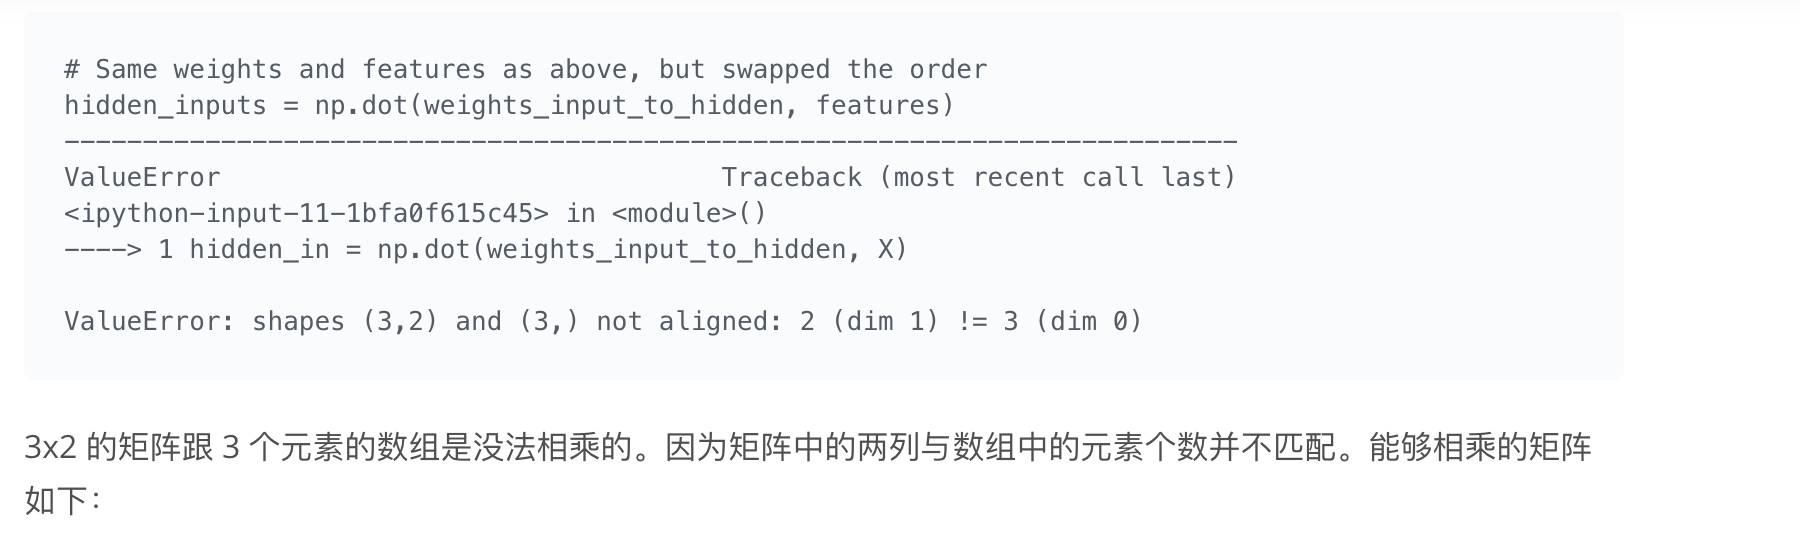 # Same weights and features as above, but swapped the order
hidden_inputs = np.dot(weights_input_to_hidden, features)
---------------------------------------------------------------------------
ValueError                                Traceback (most recent call last)
<ipython-input-11-1bfa0f615c45> in <module>()
----> 1 hidden_in = np.dot(weights_input_to_hidden, X)
ValueError: shapes (3,2) and (3,) not aligned: 2 (dim 1) != 3 (dim 0)
3x2 的矩阵跟 3 个元素的数组是没法相乘的。因为矩阵中的两列与数组中的元素个数并不匹配。能够相乘的矩阵
如下：